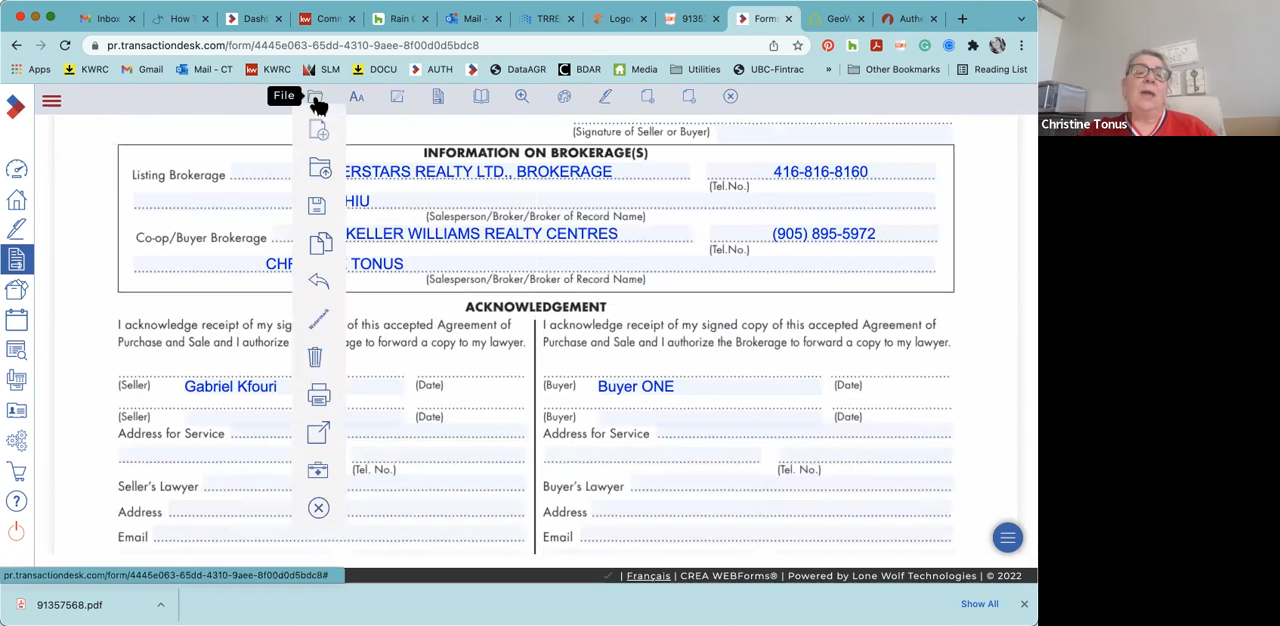 Inbox
How
Dashl
Comn
Rain C
Mail -
TRRE
Logo
9135
Form
GeoW
Authe
pr.transactiondesk.com/form/4445e063-65dd-4310-9aee-8f00d0d5bdc8
Apps
KWRC
Gmail
Mail - CT
KWRC
SLM
DOCU
AUTH
DataAGR
BDAR
Media
Utilities
UBC-Fintrac
»
Other Bookmarks
Reading List
File
Christine Tonus
(Signature of Seller or Buyer)
INFORMATION ON BROKERAGE(S)
Listing Brokerage ERSTARS REALTY LTD., BROKERAGE 416-816-8160
(Tel.No.)
HIU
(Salesperson/Broker/Broker of Record Name)
Co-op/Buyer Brokerage KELLER WILLIAMS REALTY CENTRES (905) 895-5972
(Tel.No.)
CHR TONUS
(Salesperson/Broker/Broker of Record Name)
ACKNOWLEDGEMENT
I acknowledge receipt of my sig of this accepted Agreement of
Purchase and Sale and I authoriz age to forward a copy to my lawyer.
(Seller) Gabriel Kfouri (Date)
(Seller) (Date)
Address for Service
(Tel. No.)
Seller's Lawyer
Address
Email
I acknowledge receipt of my signed copy of this accepted Agreement of
Purchase and Sale and I authorize the Brokerage to forward a copy to my lawyer.
(Buyer) Buyer ONE (Date)
(Buyer) (Date)
Address for Service
(Tel. No.)
Buyer's Lawyer
Address
Email
pr.transactiondesk.com/form/4445e063-65dd-4310-9aee-8f00d0d5bdc8#
| Français | CREA WEBForms® | Powered by Lone Wolf Technologies | © 2022
91357568.pdf
Show All